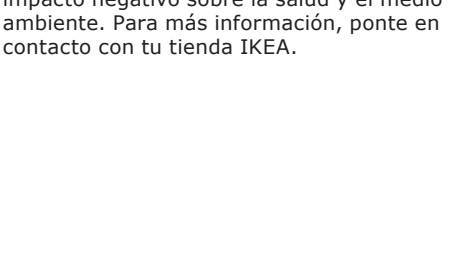 impacto negativo sobre la salud y el medio
ambiente. Para más información, ponte en
contacto con tu tienda IKEA.